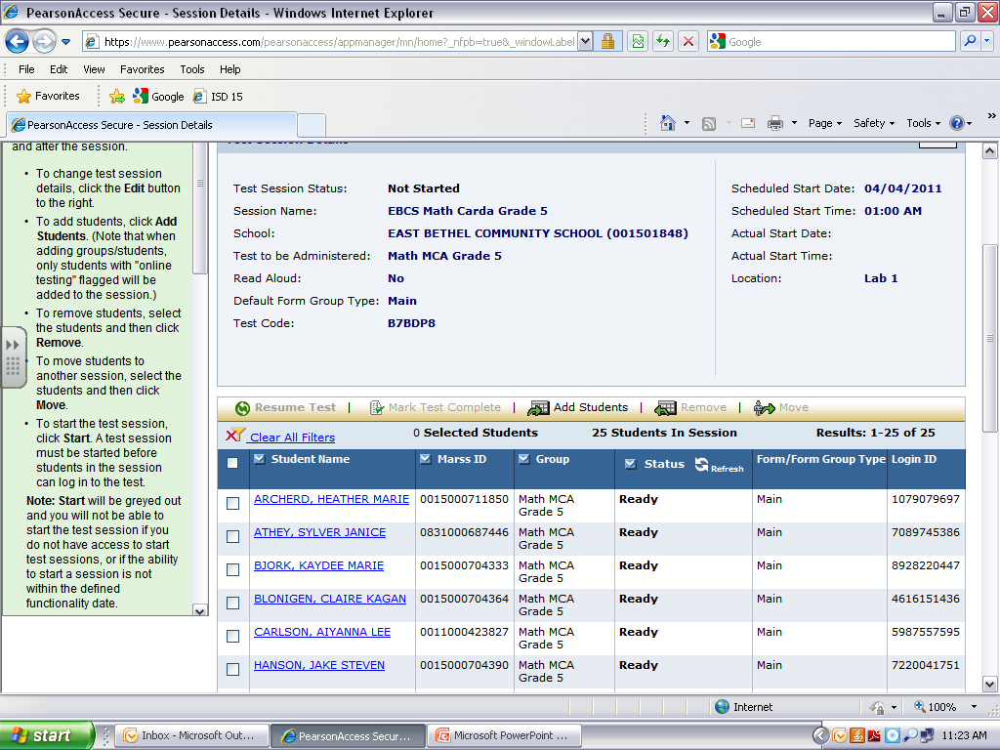 PearsonAccess Secure - Session Details - Windows Internet Explorer
https://www.pearsonaccess.com/pearsonaccess/appmanager/mn/home?_nfpb=true&_windowLabel
Google
File Edit View Favorites Tools Help
Favorites Google ISD 15
PearsonAccess Secure - Session Details
Page Safety Tools
and after the session.
• To change test session
details, click the Edit button
to the right.
• To add students, click Add
Students. (Note that when
adding groups/students,
only students with "online
testing" flagged will be
added to the session.)
• To remove students, select
the students and then click
Remove.
• To move students to
another session, select the
students and then click
Move.
• To start the test session,
click Start. A test session
must be started before
students in the session
can log in to the test.
Note: Start will be greyed out
and you will not be able to
start the test session if you
do not have access to start
test sessions, or if the ability
to start a session is not
within the defined
functionality date.
Test Session Details
Test Session Status: Not Started
Session Name: EBCS Math Carda Grade 5
School: EAST BETHEL COMMUNITY SCHOOL (001501848)
Test to be Administered: Math MCA Grade 5
Read Aloud: No
Default Form Group Type: Main
Test Code: B7BDP8
Scheduled Start Date: 04/04/2011
Scheduled Start Time: 01:00 AM
Actual Start Date:
Actual Start Time:
Location: Lab 1
Resume Test | Mark Test Complete | Add Students | Remove | Move
Clear All Filters 0 Selected Students 25 Students In Session Results: 1-25 of 25
Student Name Marss ID Group Status Refresh Form/Form Group Type Login ID
ARCHERD, HEATHER MARIE 0015000711850 Math MCA Grade 5 Ready Main 1079079697
ATHEY, SYLVER JANICE 0831000687446 Math MCA Grade 5 Ready Main 7089745386
BJORK, KAYDEE MARIE 0015000704333 Math MCA Grade 5 Ready Main 8928220447
BLONIGEN, CLAIRE KAGAN 0015000704364 Math MCA Grade 5 Ready Main 4616151436
CARLSON, AIYANNA LEE 0011000423827 Math MCA Grade 5 Ready Main 5987557595
HANSON, JAKE STEVEN 0015000704390 Math MCA Grade 5 Ready Main 7220041751
Internet 100%
start Inbox - Microsoft Out... PearsonAccess Secur... Microsoft PowerPoint ... 11:23 AM